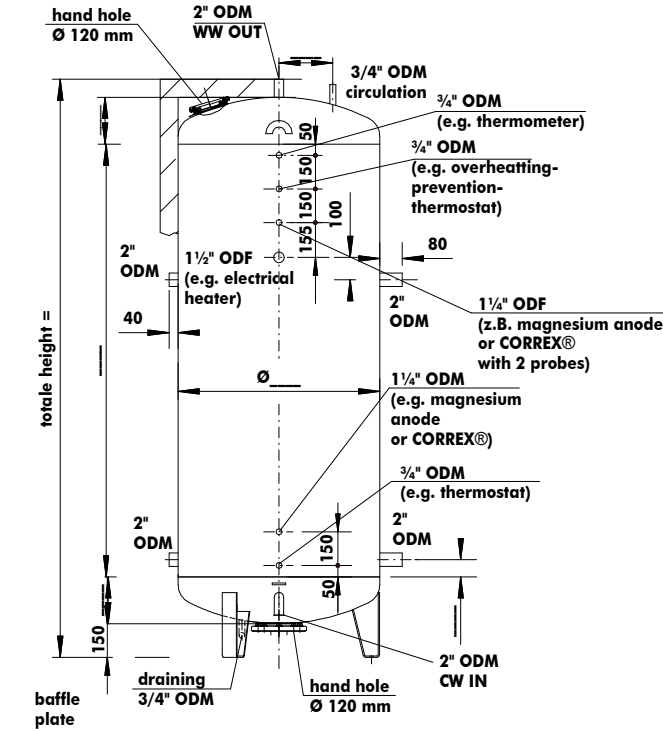 hand hole
Ø 120 mm
2" ODM
WW OUT
3/4" ODM
circulation
¾" ODM
(e.g. thermometer)
50
¾" ODM
(e.g. overheatting-
prevention-
thermostat)
150
150
100
155
2"
ODM
1½" ODF
(e.g. electrical
heater)
80
2"
ODM
1¼" ODF
(z.B. magnesium anode
or CORREX®
with 2 probes)
40
totale height =
Ø____
1¼" ODM
(e.g. magnesium
anode
or CORREX®)
¾" ODM
(e.g. thermostat)
2"
ODM
2"
ODM
150
50
150
2" ODM
CW IN
draining
3/4" ODM
hand hole
Ø 120 mm
baffle
plate